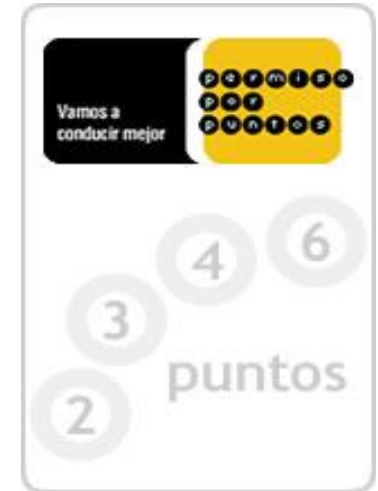 permiso
por
puntos
Vamos a
conducir mejor
6
4
3
puntos
2